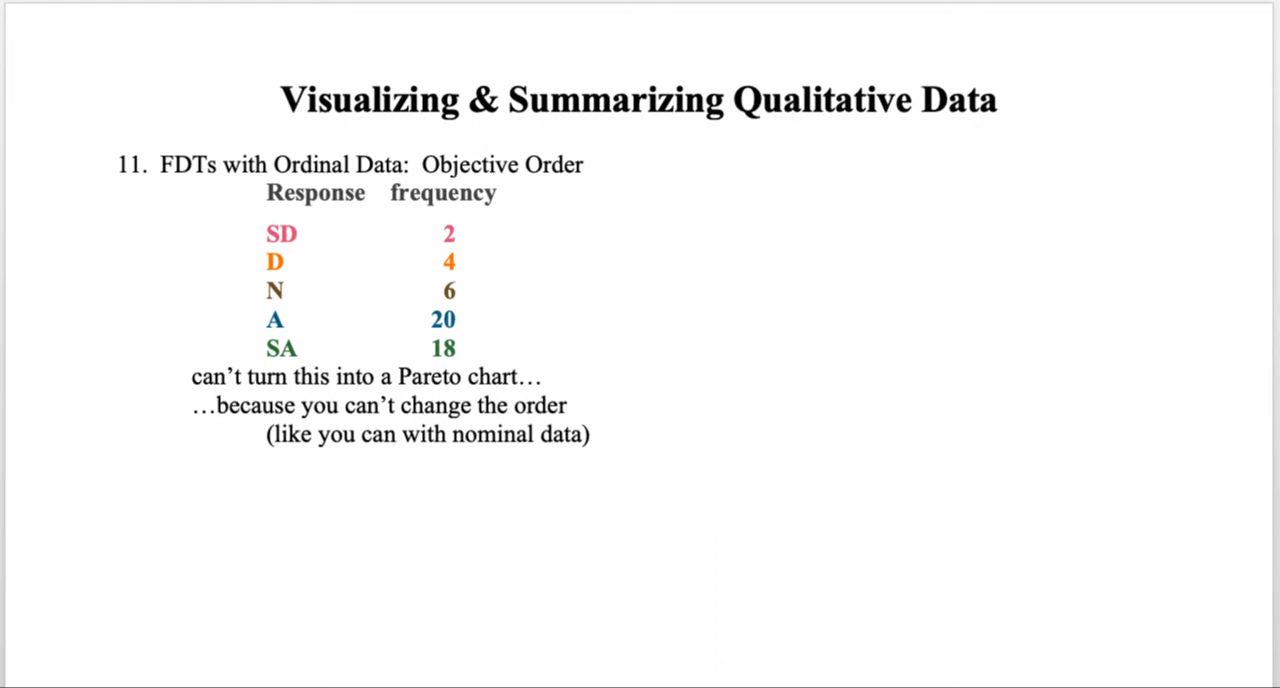 Visualizing & Summarizing Qualitative Data
11. FDTs with Ordinal Data: Objective Order
Response frequency
SD 2
D 4
N 6
A 20
SA 18
can’t turn this into a Pareto chart…
…because you can’t change the order
(like you can with nominal data)